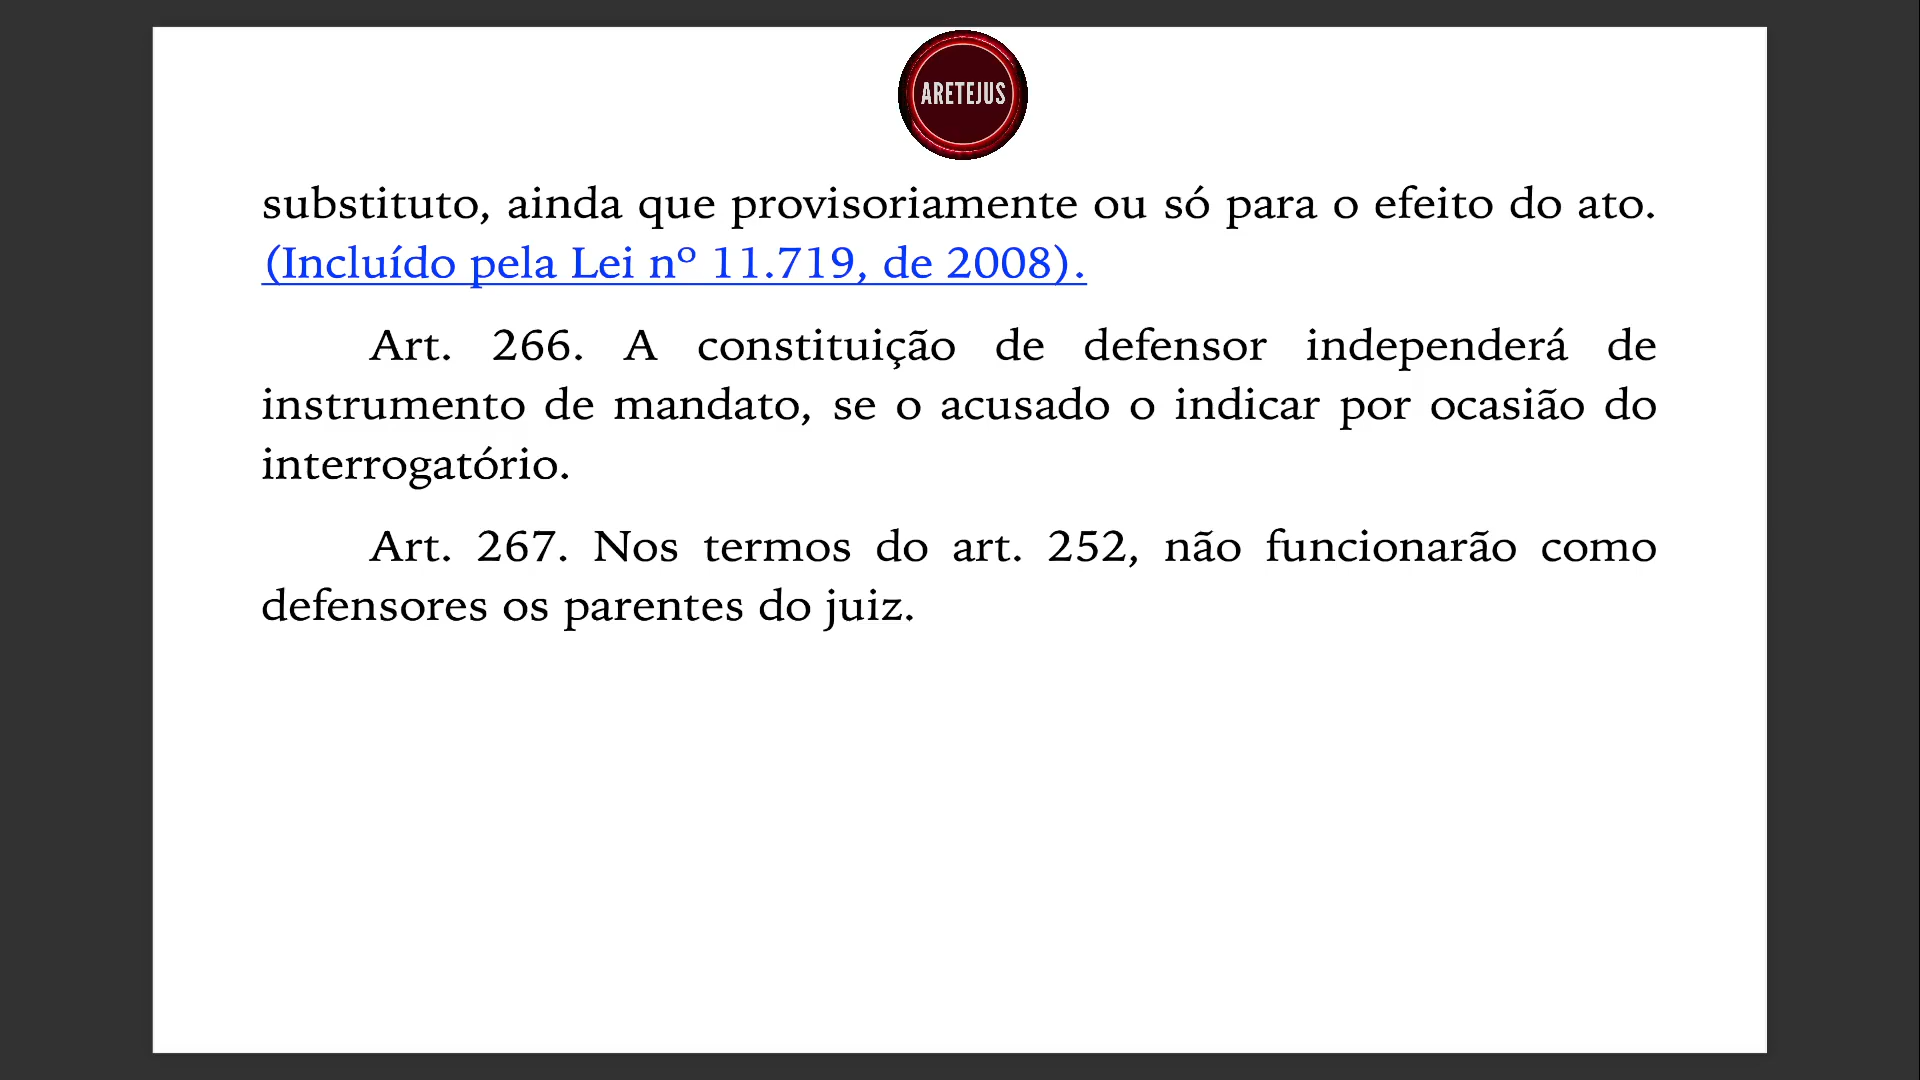 ARETEJUS
substituto, ainda que provisoriamente ou só para o efeito do ato.
(Incluído pela Lei nº 11.719, de 2008).
Art. 266. A constituição de defensor independerá de
instrumento de mandato, se o acusado o indicar por ocasião do
interrogatório.
Art. 267. Nos termos do art. 252, não funcionarão como
defensores os parentes do juiz.